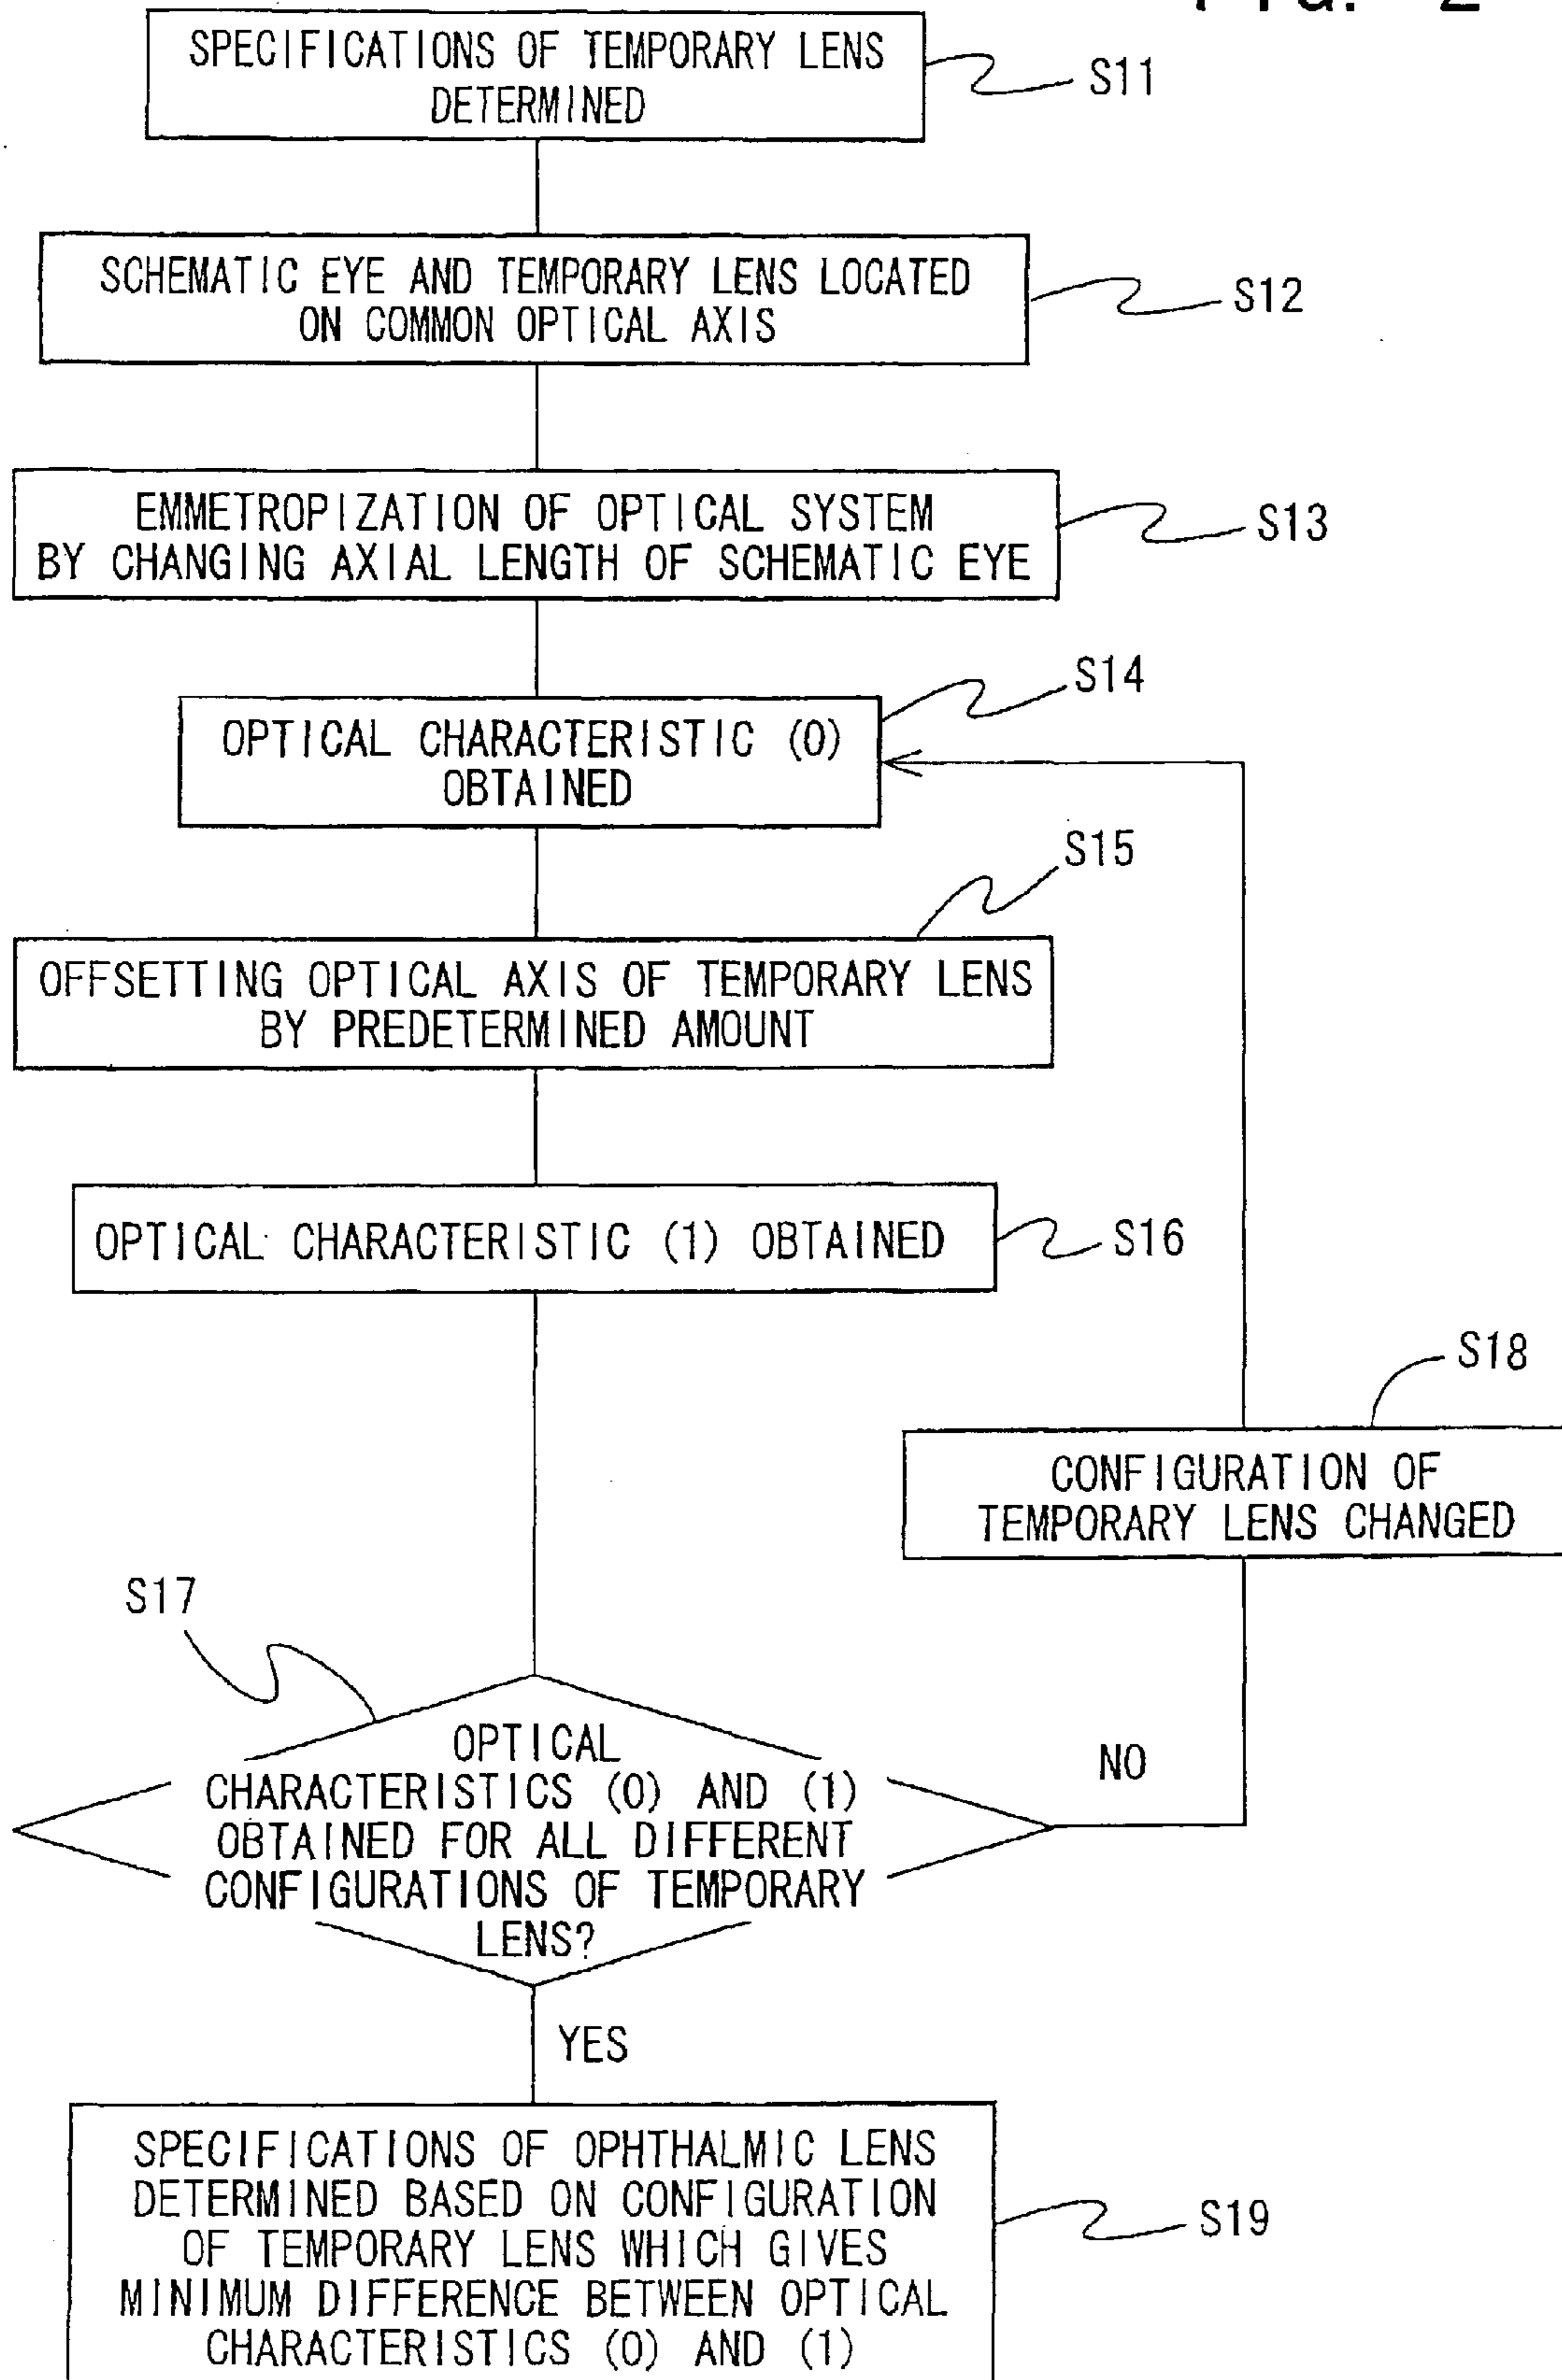 FIG. 2
SPECIFICATIONS OF TEMPORARY LENS
DETERMINED
S11
SCHEMATIC EYE AND TEMPORARY LENS LOCATED
ON COMMON OPTICAL AXIS
S12
EMMETROPIZATION OF OPTICAL SYSTEM
BY CHANGING AXIAL LENGTH OF SCHEMATIC EYE
S13
S14
OPTICAL CHARACTERISTIC (0)
OBTAINED
S15
OFFSETTING OPTICAL AXIS OF TEMPORARY LENS
BY PREDETERMINED AMOUNT
OPTICAL CHARACTERISTIC (1) OBTAINED
S16
S18
CONFIGURATION OF
TEMPORARY LENS CHANGED
S17
OPTICAL
CHARACTERISTICS (0) AND (1)
OBTAINED FOR ALL DIFFERENT
CONFIGURATIONS OF TEMPORARY
LENS?
NO
YES
SPECIFICATIONS OF OPHTHALMIC LENS
DETERMINED BASED ON CONFIGURATION
OF TEMPORARY LENS WHICH GIVES
MINIMUM DIFFERENCE BETWEEN OPTICAL
CHARACTERISTICS (0) AND (1)
S19